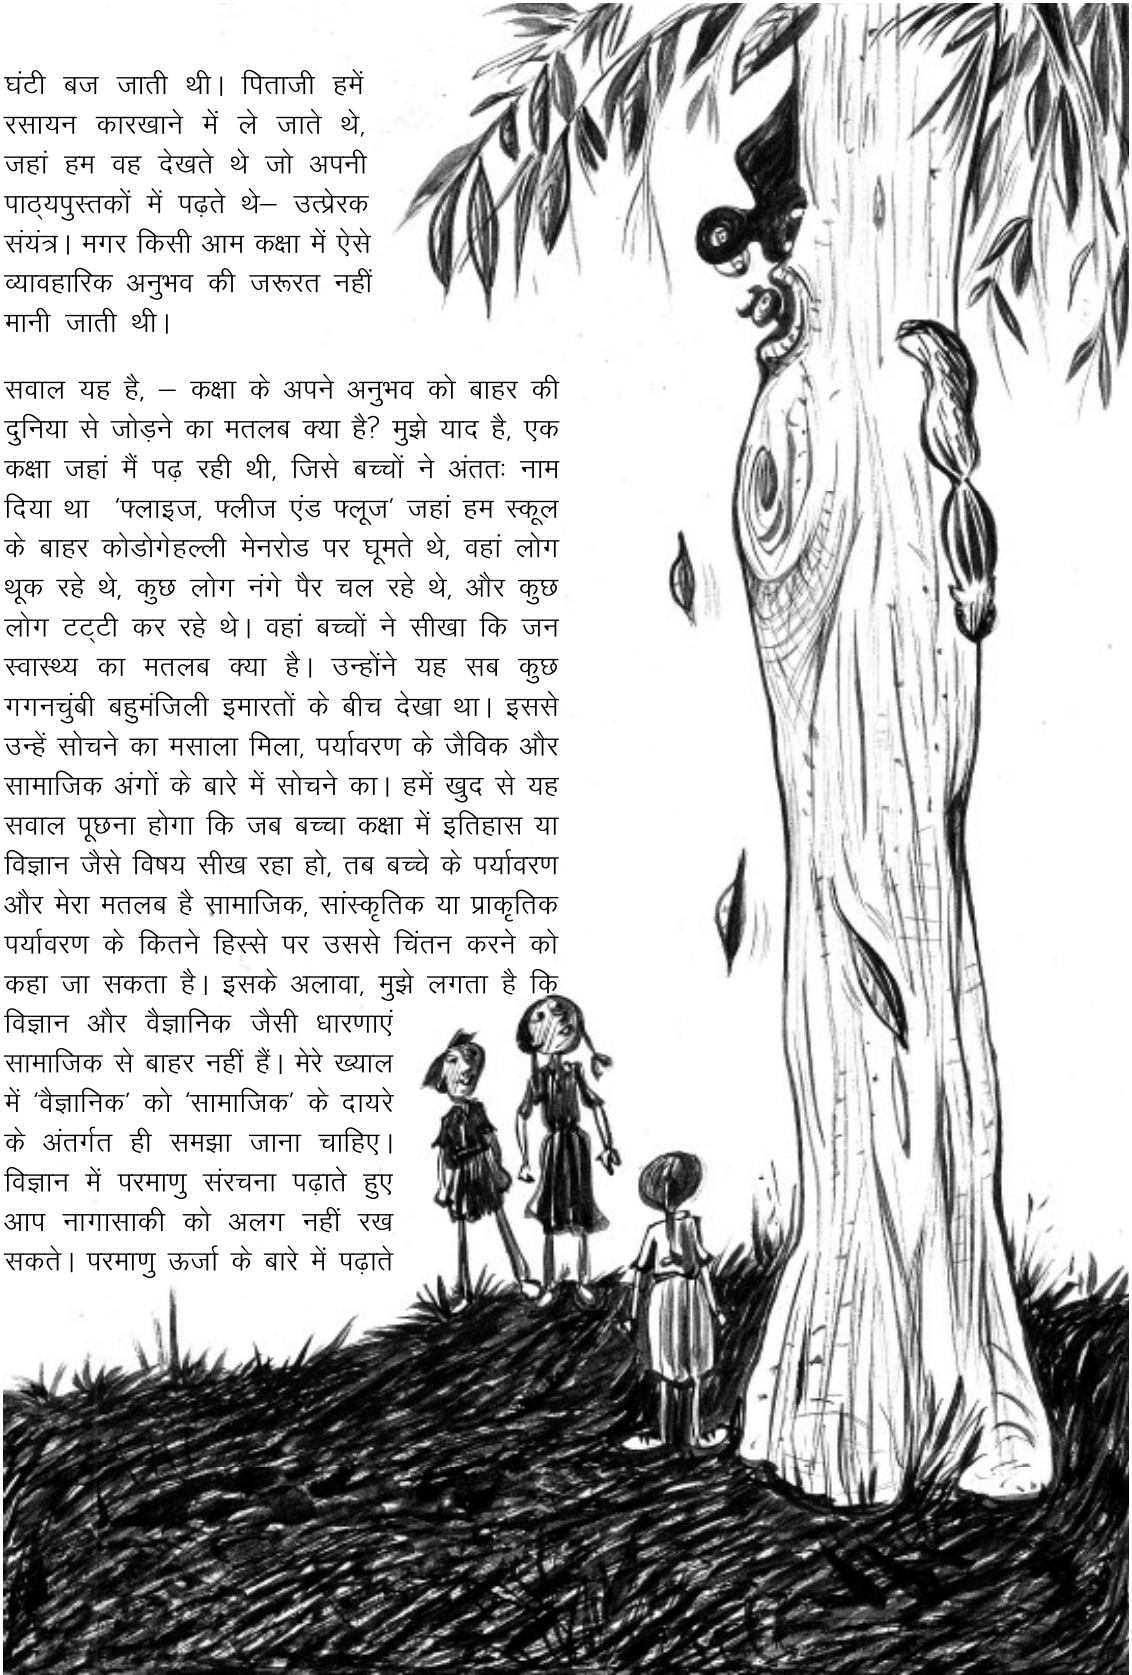 घंटी बज जाती थी। पिताजी हमें
रसायन कारखाने में ले जाते थे,
जहां हम वह देखते थे जो अपनी
पाठ्यपुस्तकों में पढ़ते थे– उत्प्रेरक
संयंत्र। मगर किसी आम कक्षा में ऐसे
व्यावहारिक अनुभव की जरूरत नहीं
मानी जाती थी।
सवाल यह है, – कक्षा के अपने अनुभव को बाहर की
दुनिया से जोड़ने का मतलब क्या है? मुझे याद है, एक
कक्षा जहां मैं पढ़ रही थी, जिसे बच्चों ने अंततः नाम
दिया था ‘फ्लाइज, फ्लीज एंड फ्लूज’ जहां हम स्कूल
के बाहर कोडोगेहल्ली मेनरोड पर घूमते थे, वहां लोग
थूक रहे थे, कुछ लोग नंगे पैर चल रहे थे, और कुछ
लोग टट्टी कर रहे थे। वहां बच्चों ने सीखा कि जन
स्वास्थ्य का मतलब क्या है। उन्होंने यह सब कुछ
गगनचुंबी बहुमंजिली इमारतों के बीच देखा था। इससे
उन्हें सोचने का मसाला मिला, पर्यावरण के जैविक और
सामाजिक अंगों के बारे में सोचने का। हमें खुद से यह
सवाल पूछना होगा कि जब बच्चा कक्षा में इतिहास या
विज्ञान जैसे विषय सीख रहा हो, तब बच्चे के पर्यावरण
और मेरा मतलब है सामाजिक, सांस्कृतिक या प्राकृतिक
पर्यावरण के कितने हिस्से पर उससे चिंतन करने को
कहा जा सकता है। इसके अलावा, मुझे लगता है कि
विज्ञान और वैज्ञानिक जैसी धारणाएं
सामाजिक से बाहर नहीं हैं। मेरे ख्याल
में ‘वैज्ञानिक’ को ‘सामाजिक’ के दायरे
के अंतर्गत ही समझा जाना चाहिए।
विज्ञान में परमाणु संरचना पढ़ाते हुए
आप नागासाकी को अलग नहीं रख
सकते। परमाणु ऊर्जा के बारे में पढ़ाते